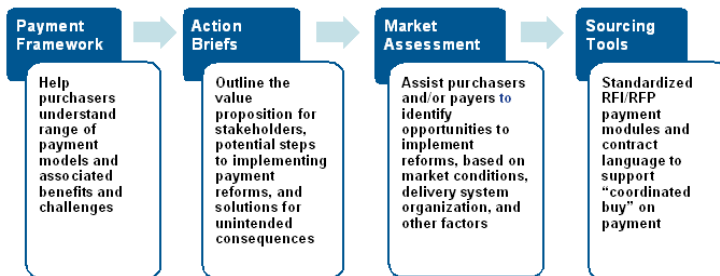 Payment
Framework
Help
purchasers
understand
range of
payment
models and
associated
benefits and
challenges
Action
Briefs
Outline the
value
proposition for
stakeholders,
potential steps
to implementing
payment
reforms, and
solutions for
unintended
consequences
Market
Assessment
Assist purchasers
and/or payers to
identify
opportunities to
implement
reforms, based on
market conditions,
delivery system
organization, and
other factors
Sourcing
Tools
Standardized
RFI/RFP
payment
modules and
contract
language to
support
“coordinated
buy” on
payment